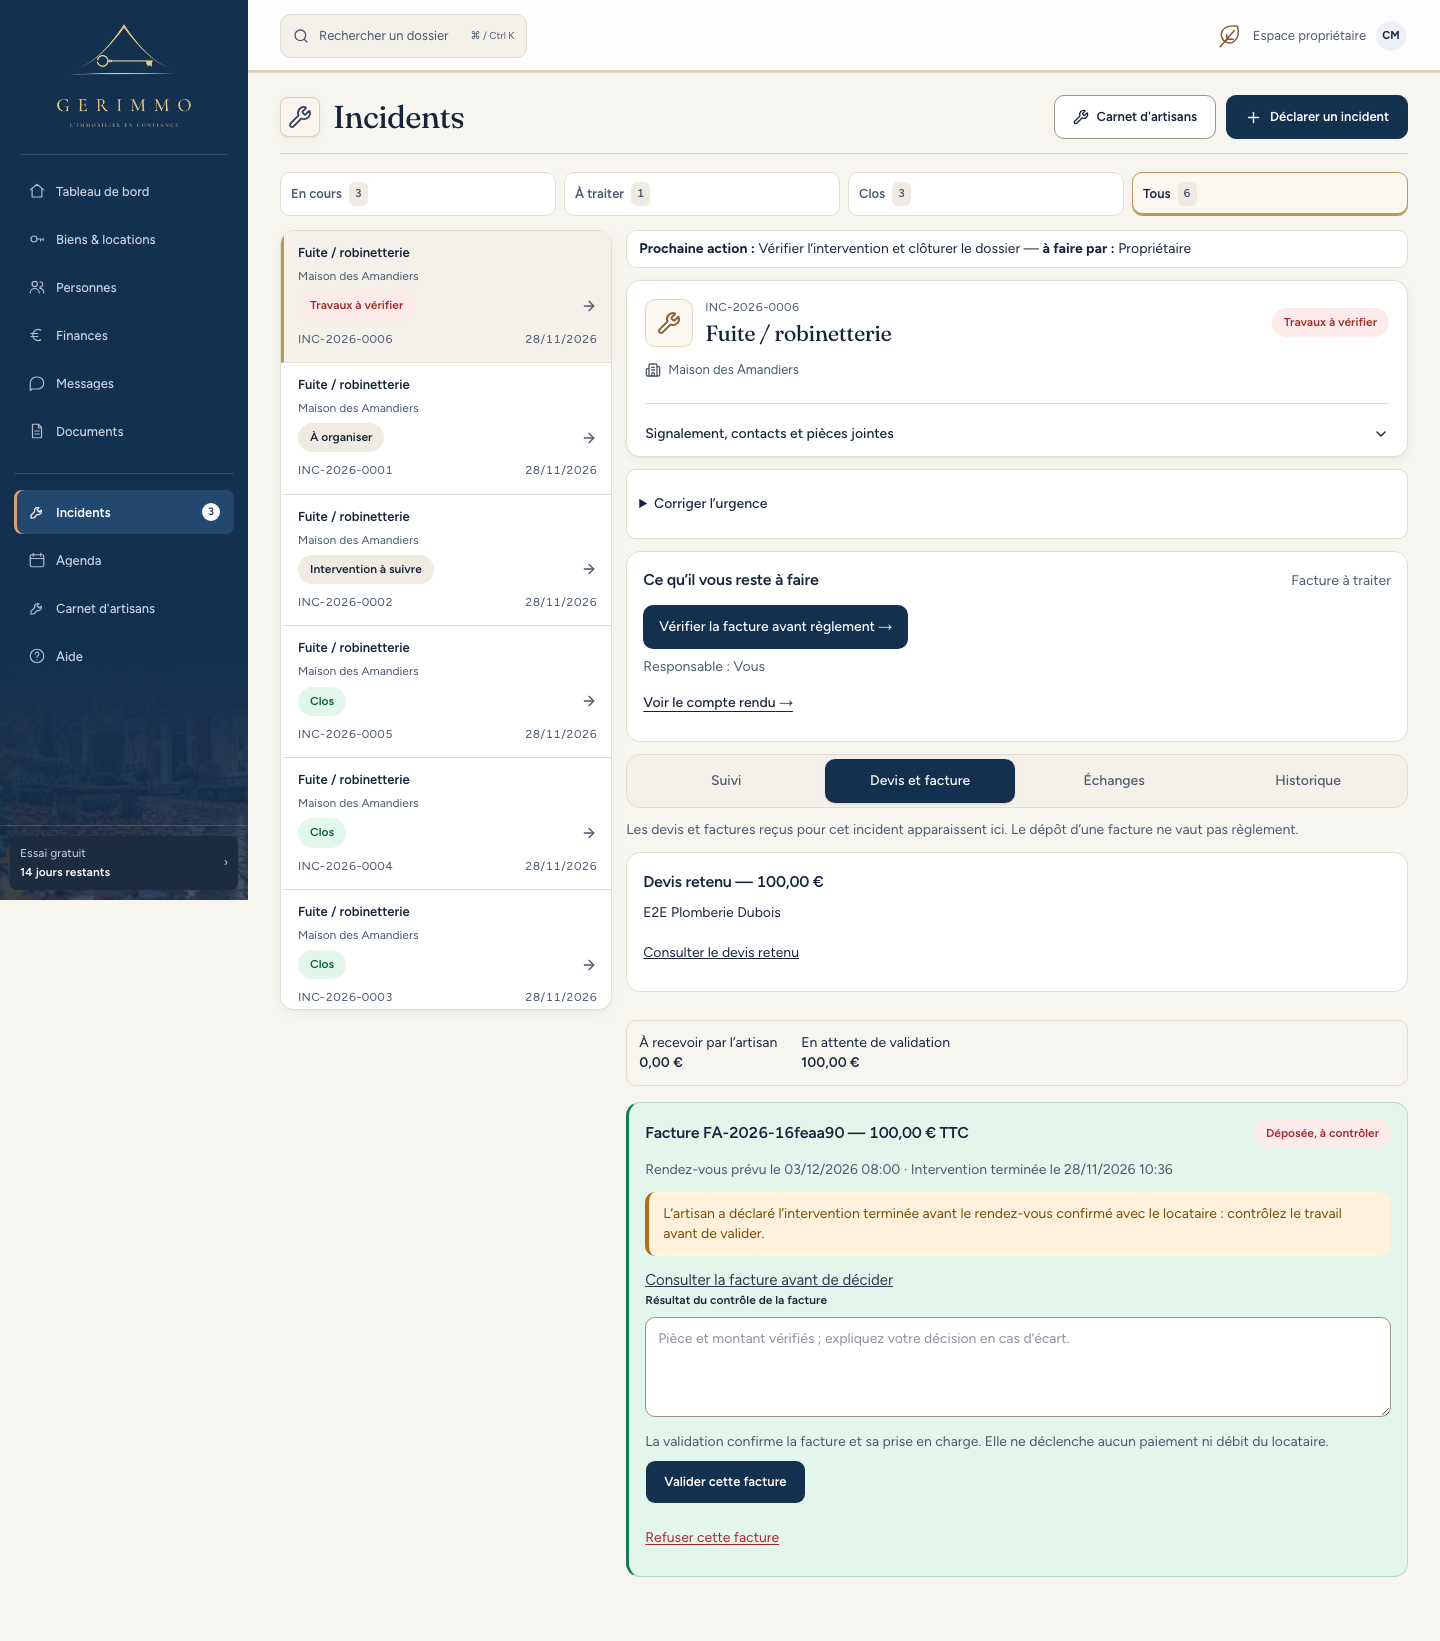 GERIMMO
L'IMMOBILIER EN CONFIANCE
Tableau de bord
Biens & locations
Personnes
Finances
Messages
Documents
Incidents 3
Agenda
Carnet d'artisans
Aide
Essai gratuit
14 jours restants
›
Rechercher un dossier ⌘ / Ctrl K
Espace propriétaire CM
Incidents
Carnet d'artisans
Déclarer un incident
En cours 3
À traiter 1
Clos 3
Tous 6
Fuite / robinetterie
Maison des Amandiers
Travaux à vérifier
INC-2026-0006 28/11/2026
Fuite / robinetterie
Maison des Amandiers
À organiser
INC-2026-0001 28/11/2026
Fuite / robinetterie
Maison des Amandiers
Intervention à suivre
INC-2026-0002 28/11/2026
Fuite / robinetterie
Maison des Amandiers
Clos
INC-2026-0005 28/11/2026
Fuite / robinetterie
Maison des Amandiers
Clos
INC-2026-0004 28/11/2026
Fuite / robinetterie
Maison des Amandiers
Clos
INC-2026-0003 28/11/2026
Prochaine action : Vérifier l’intervention et clôturer le dossier — à faire par : Propriétaire
INC-2026-0006
Fuite / robinetterie
Travaux à vérifier
Maison des Amandiers
Signalement, contacts et pièces jointes
Corriger l’urgence
Ce qu’il vous reste à faire
Facture à traiter
Vérifier la facture avant règlement →
Responsable : Vous
Voir le compte rendu →
Suivi
Devis et facture
Échanges
Historique
Les devis et factures reçus pour cet incident apparaissent ici. Le dépôt d’une facture ne vaut pas règlement.
Devis retenu — 100,00 €
E2E Plomberie Dubois
Consulter le devis retenu
À recevoir par l’artisan
0,00 €
En attente de validation
100,00 €
Facture FA-2026-16feaa90 — 100,00 € TTC
Déposée, à contrôler
Rendez-vous prévu le 03/12/2026 08:00 · Intervention terminée le 28/11/2026 10:36
L’artisan a déclaré l’intervention terminée avant le rendez-vous confirmé avec le locataire : contrôlez le travail
avant de valider.
Consulter la facture avant de décider
Résultat du contrôle de la facture
Pièce et montant vérifiés ; expliquez votre décision en cas d’écart.
La validation confirme la facture et sa prise en charge. Elle ne déclenche aucun paiement ni débit du locataire.
Valider cette facture
Refuser cette facture